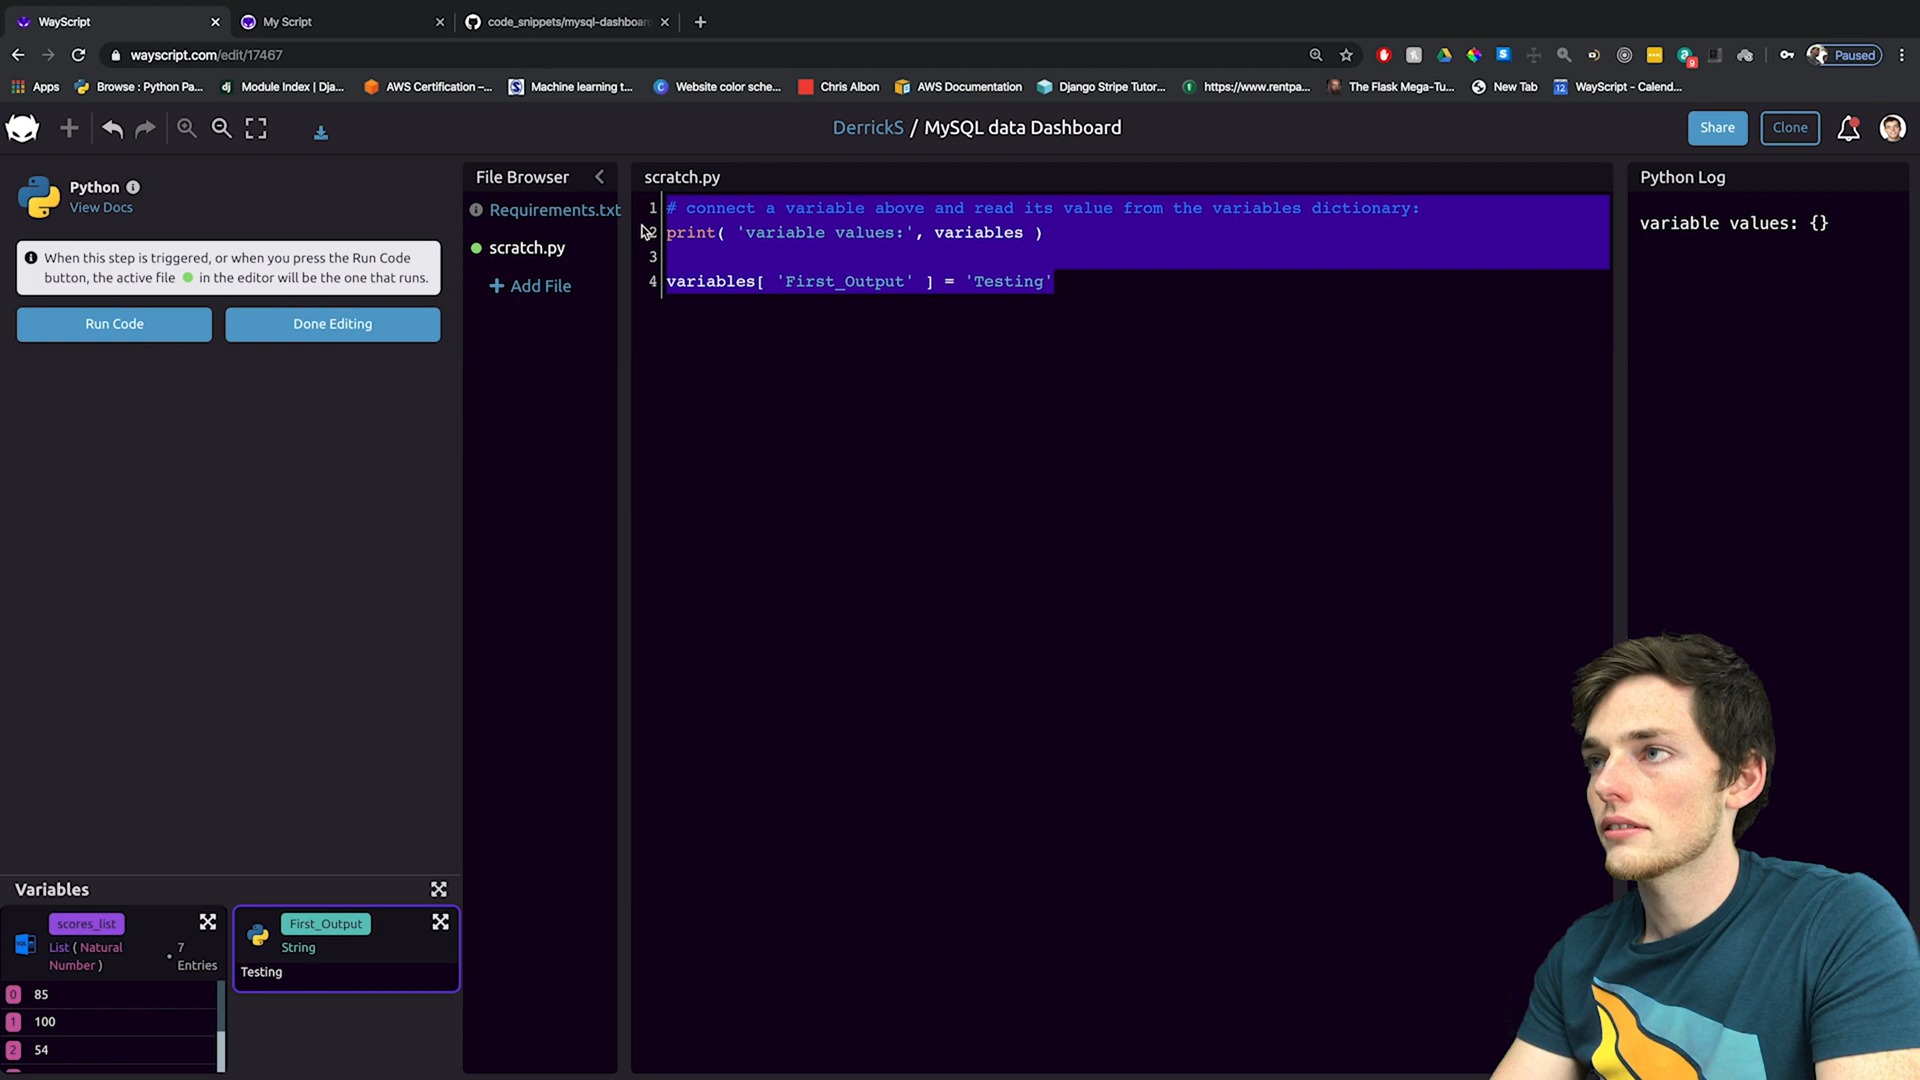 WayScript
My Script
code_snippets/mysql-dashboar
wayscript.com/edit/17467
Paused
Apps
Browse : Python Pa...
Module Index | Dja...
AWS Certification –...
Machine learning t...
Website color sche...
Chris Albon
AWS Documentation
Django Stripe Tutor...
https://www.rentpa...
The Flask Mega-Tu...
New Tab
WayScript - Calend...
DerrickS / MySQL data Dashboard
Share
Clone
Python
View Docs
When this step is triggered, or when you press the Run Code
button, the active file in the editor will be the one that runs.
Run Code
Done Editing
File Browser
Requirements.txt
scratch.py
+ Add File
scratch.py
1 # connect a variable above and read its value from the variables dictionary:
2 print( 'variable values:', variables )
3
4 variables[ 'First_Output' ] = 'Testing'
Python Log
variable values: {}
Variables
scores_list
List ( Natural
Number )
7
Entries
0 85
1 100
2 54
First_Output
String
Testing